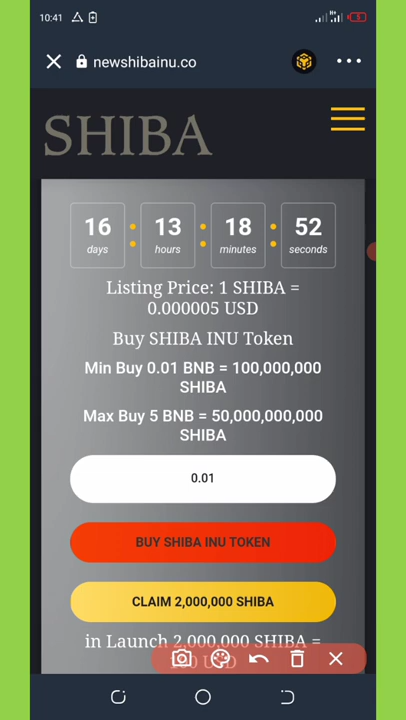 10:41
5
newshibainu.co
SHIBA
16 : 13 : 18 : 52
days hours minutes seconds
Listing Price: 1 SHIBA =
0.000005 USD
Buy SHIBA INU Token
Min Buy 0.01 BNB = 100,000,000
SHIBA
Max Buy 5 BNB = 50,000,000,000
SHIBA
0.01
BUY SHIBA INU TOKEN
CLAIM 2,000,000 SHIBA
in Launch 2,000,000 SHIBA =
USD